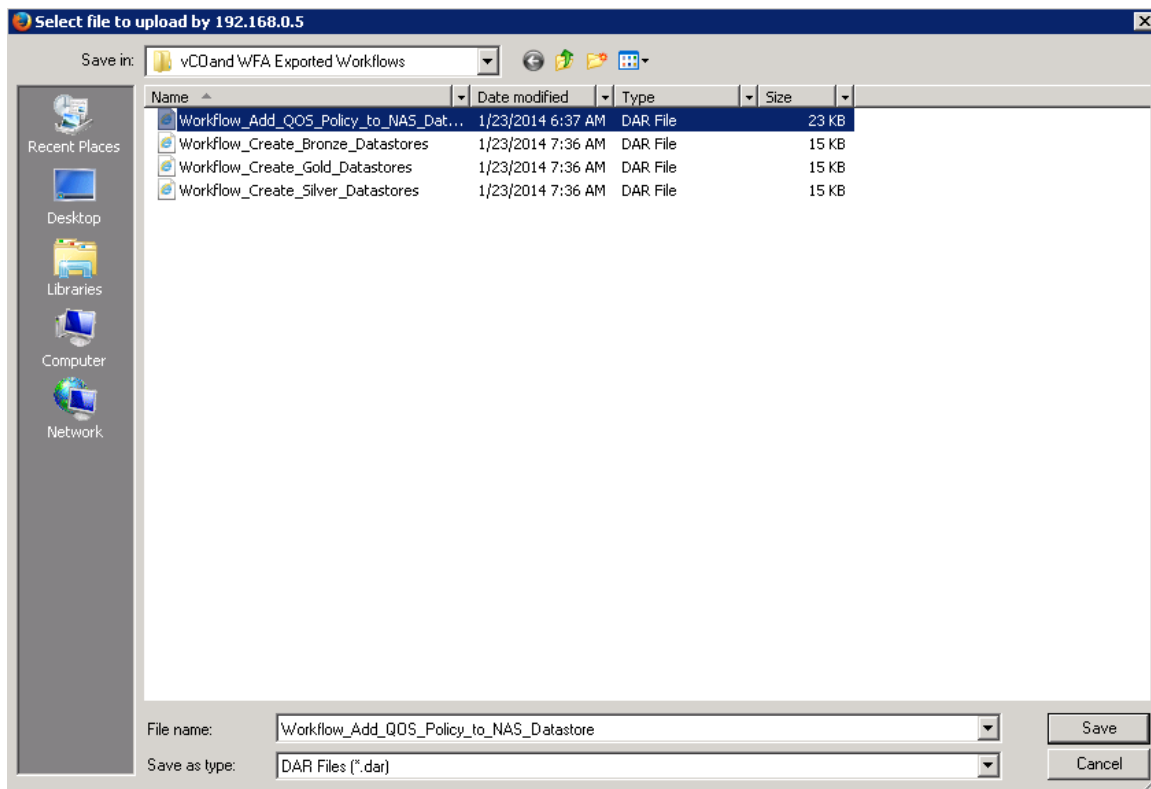 Select file to upload by 192.168.0.5
Save in: vCOand WFA Exported Workflows
Name Date modified Type Size
Workflow_Add_QOS_Policy_to_NAS_Dat... 1/23/2014 6:37 AM DAR File 23 KB
Workflow_Create_Bronze_Datastores 1/23/2014 7:36 AM DAR File 15 KB
Workflow_Create_Gold_Datastores 1/23/2014 7:36 AM DAR File 15 KB
Workflow_Create_Silver_Datastores 1/23/2014 7:36 AM DAR File 15 KB
Recent Places
Desktop
Libraries
Computer
Network
File name: Workflow_Add_QOS_Policy_to_NAS_Datastore Save
Save as type: DAR Files (*.dar) Cancel